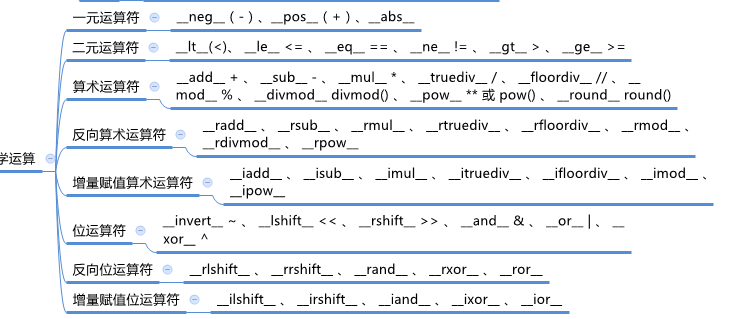 学运算
一元运算符
__neg__ ( - ) 、__pos__ ( + ) 、__abs__
二元运算符
__lt__(<)、 __le__ <= 、 __eq__ == 、 __ne__ != 、 __gt__ > 、 __ge__ >=
算术运算符
__add__ + 、 __sub__ - 、 __mul__ * 、 __truediv__ / 、 __floordiv__ // 、 __
mod__ % 、 __divmod__ divmod() 、 __pow__ ** 或 pow() 、 __round__ round()
反向算术运算符
__radd__ 、 __rsub__ 、 __rmul__ 、 __rtruediv__ 、 __rfloordiv__ 、 __rmod__ 、
__rdivmod__ 、 __rpow__
增量赋值算术运算符
__iadd__ 、 __isub__ 、 __imul__ 、 __itruediv__ 、 __ifloordiv__ 、 __imod__ 、
__ipow__
位运算符
__invert__ ~ 、 __lshift__ << 、 __rshift__ >> 、 __and__ & 、 __or__ | 、 __
xor__ ^
反向位运算符
__rlshift__ 、 __rrshift__ 、 __rand__ 、 __rxor__ 、 __ror__
增量赋值位运算符
__ilshift__ 、 __irshift__ 、 __iand__ 、 __ixor__ 、 __ior__